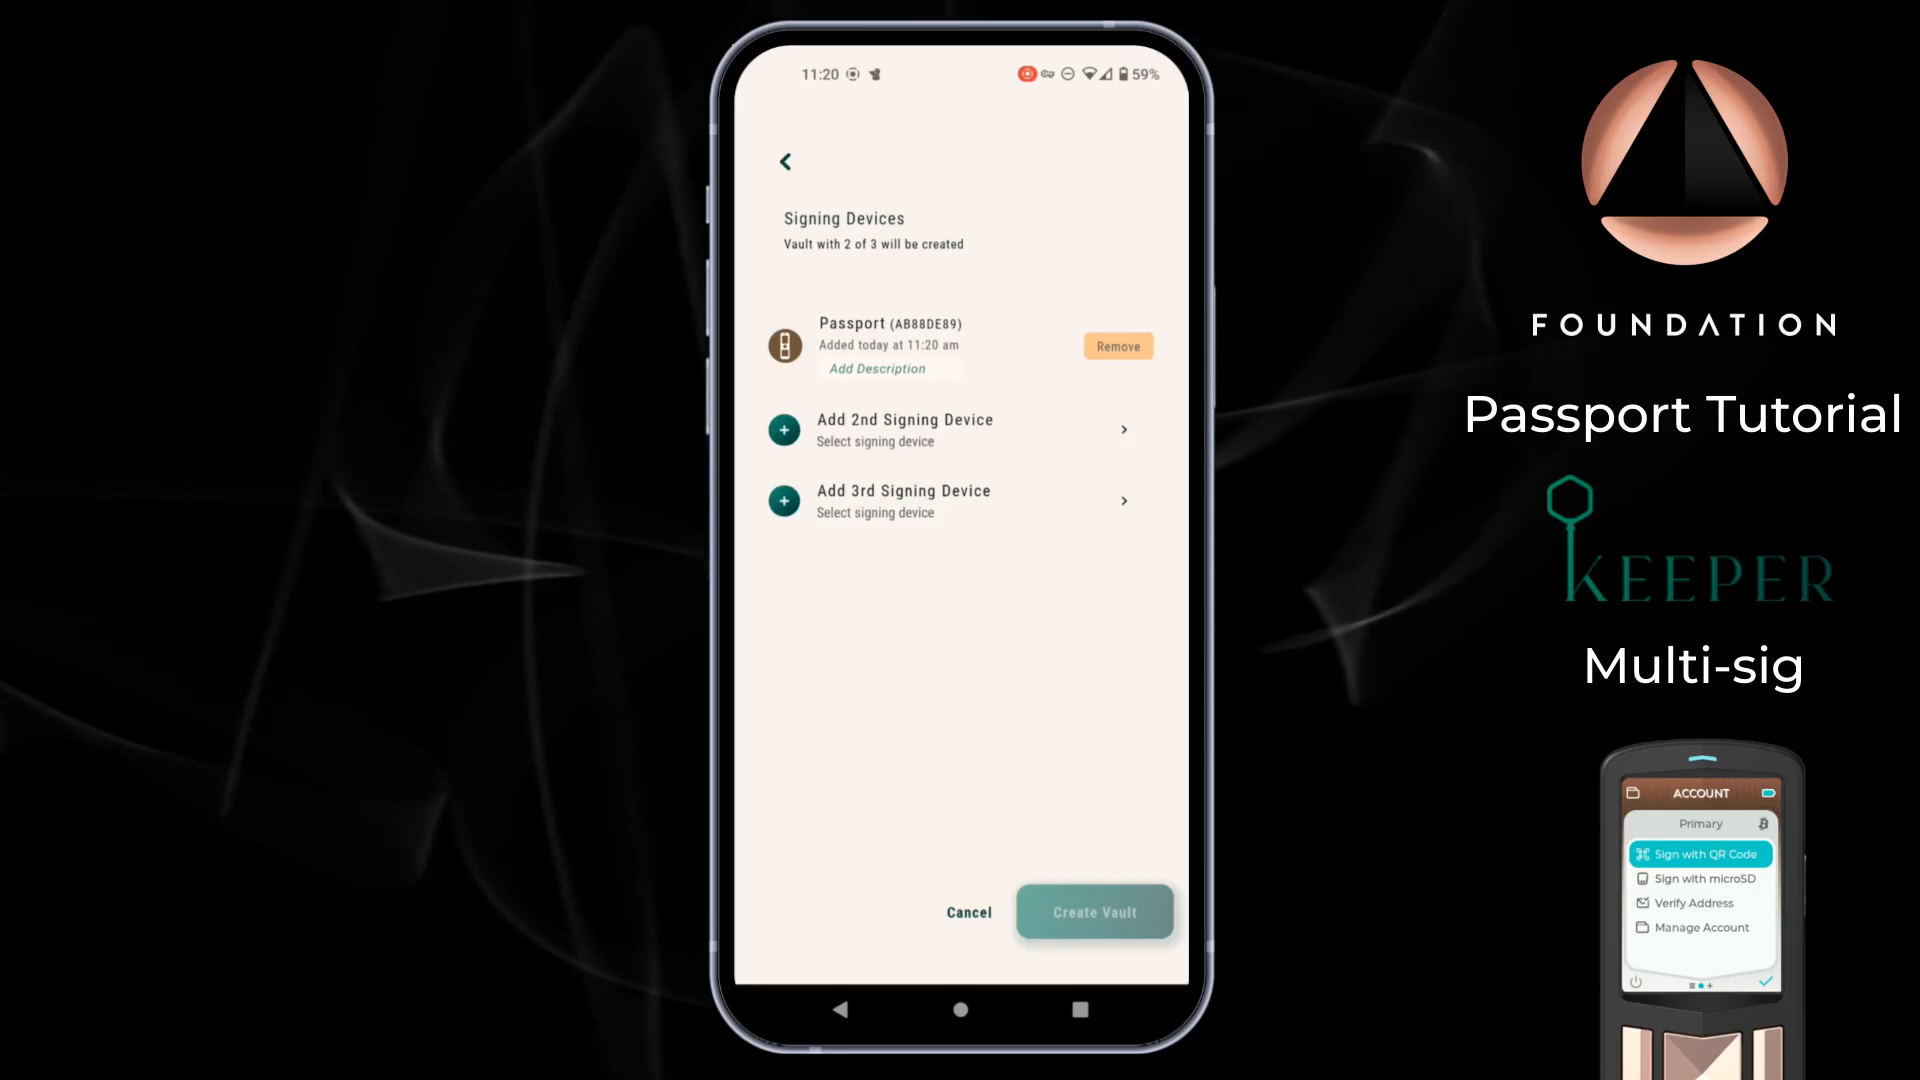 11:20
59%
Signing Devices
Vault with 2 of 3 will be created
Passport (AB88DE89)
Added today at 11:20 am
Add Description
Remove
Add 2nd Signing Device
Select signing device
Add 3rd Signing Device
Select signing device
Cancel
Create Vault
FOUNDATION
Passport Tutorial
KEEPER
Multi-sig
ACCOUNT
Primary
Sign with QR Code
Sign with microSD
Verify Address
Manage Account